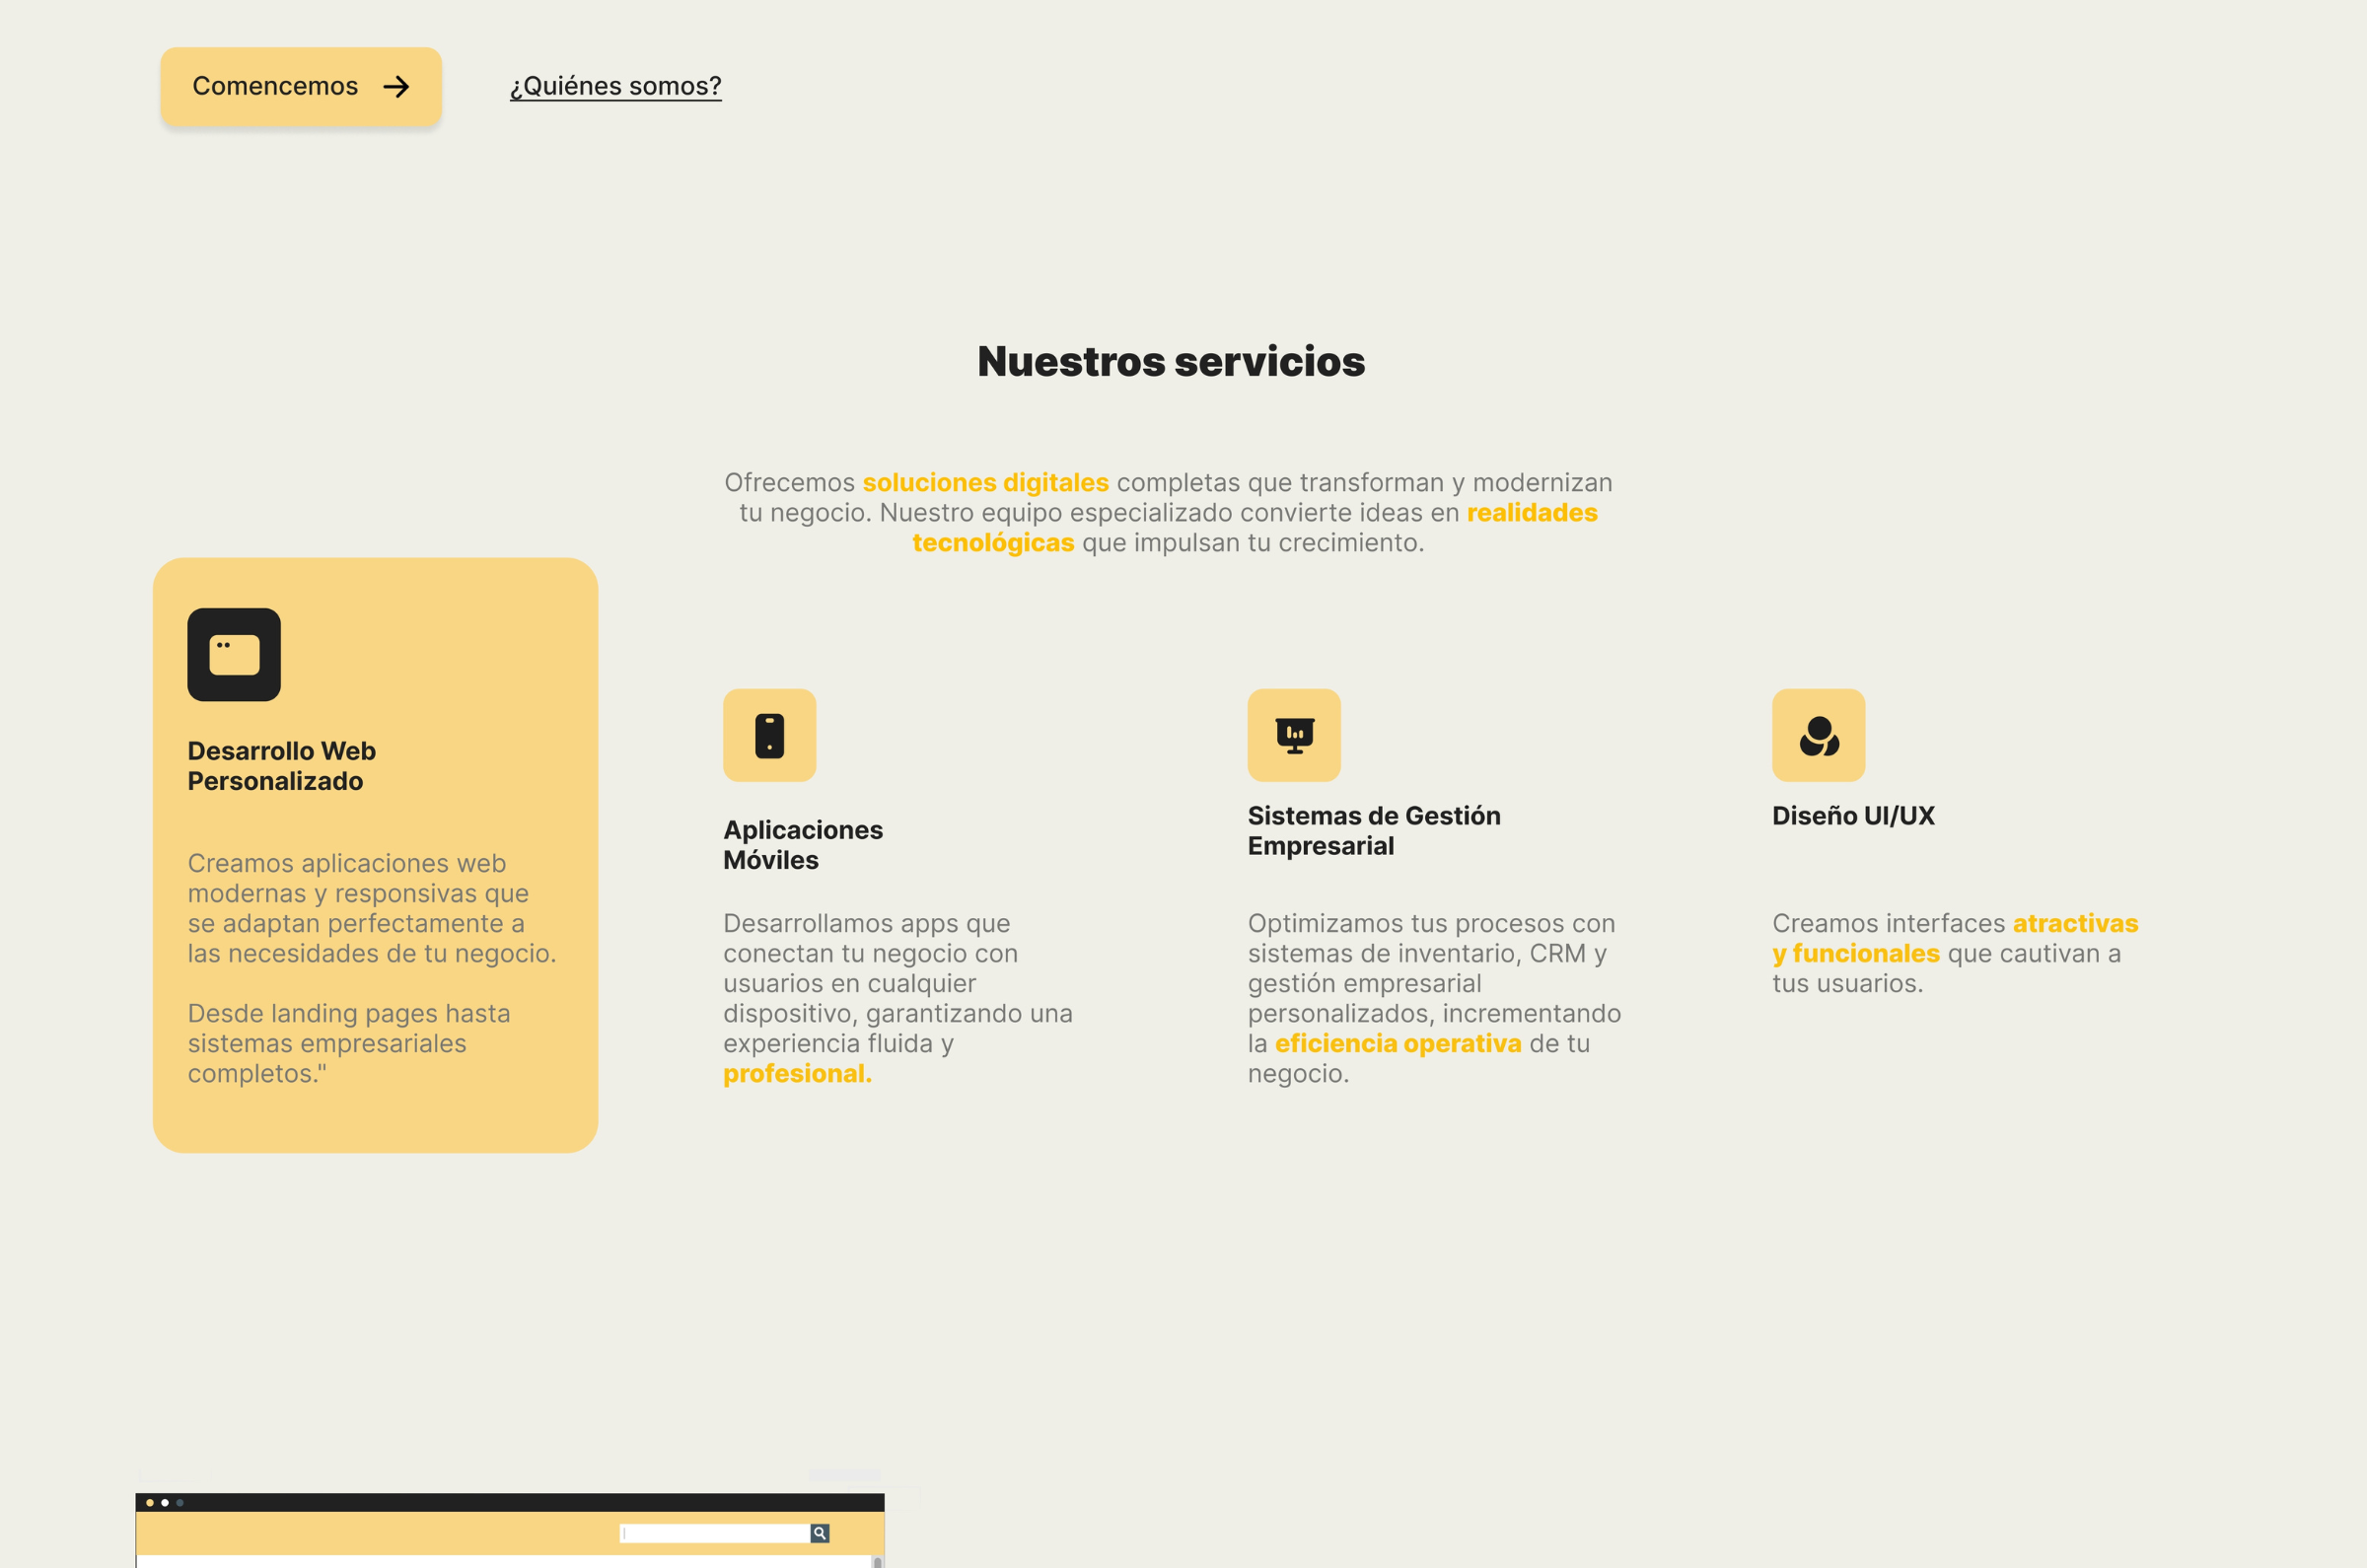 Comencemos
¿Quiénes somos?
Nuestros servicios
Ofrecemos soluciones digitales completas que transforman y modernizan
tu negocio. Nuestro equipo especializado convierte ideas en realidades
tecnológicas que impulsan tu crecimiento.
Desarrollo Web
Personalizado
Creamos aplicaciones web
modernas y responsivas que
se adaptan perfectamente a
las necesidades de tu negocio.
Desde landing pages hasta
sistemas empresariales
completos."
Aplicaciones
Móviles
Desarrollamos apps que
conectan tu negocio con
usuarios en cualquier
dispositivo, garantizando una
experiencia fluida y
profesional.
Sistemas de Gestión
Empresarial
Optimizamos tus procesos con
sistemas de inventario, CRM y
gestión empresarial
personalizados, incrementando
la eficiencia operativa de tu
negocio.
Diseño UI/UX
Creamos interfaces atractivas
y funcionales que cautivan a
tus usuarios.